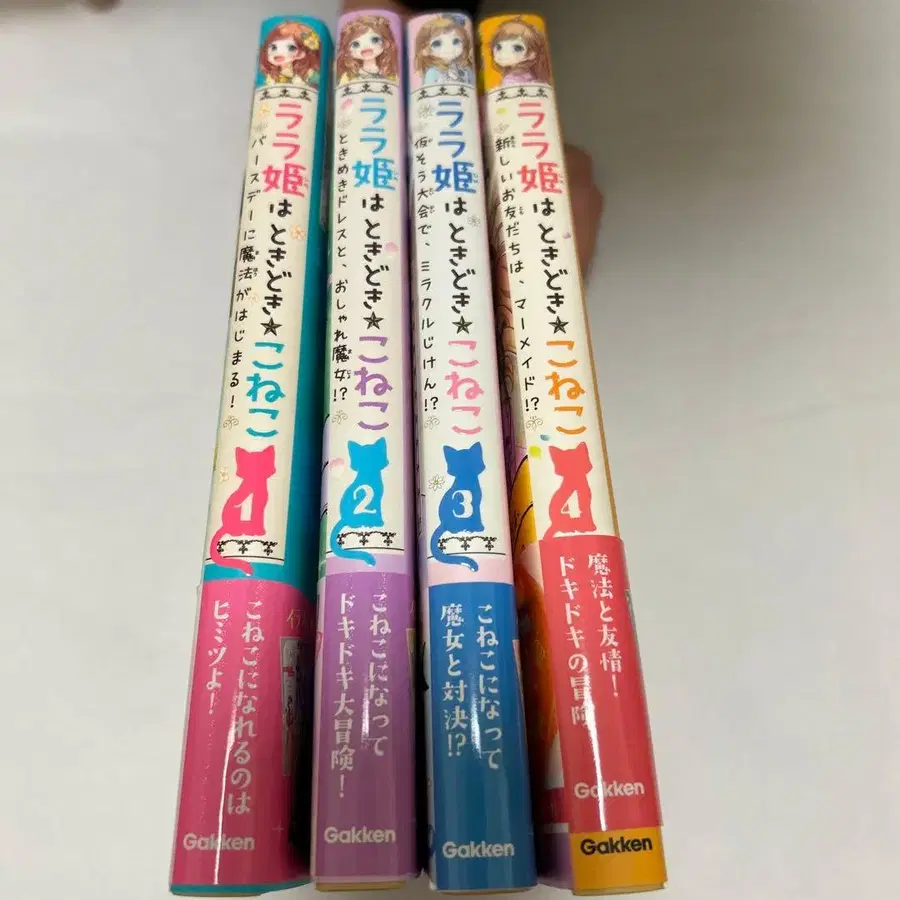 ララ姫はときどき★こねこ
バースデーに魔法がはじまる!
1
こねこになれるのは
ヒミツよ!
Gakken
ララ姫はときどき★こねこ
ときめきドレスと、おしゃれ魔女!?
2
こねこになって
ドキドキ大冒険!
Gakken
ララ姫はときどき★こねこ
仮そう大会で、ミラクルじけん!?
3
こねこになって
魔女と対決!?
Gakken
ララ姫はときどき★こねこ
新しいお友だちは、マーメイド!?
4
魔法と友情!
ドキドキの冒険
Gakken
Gakken